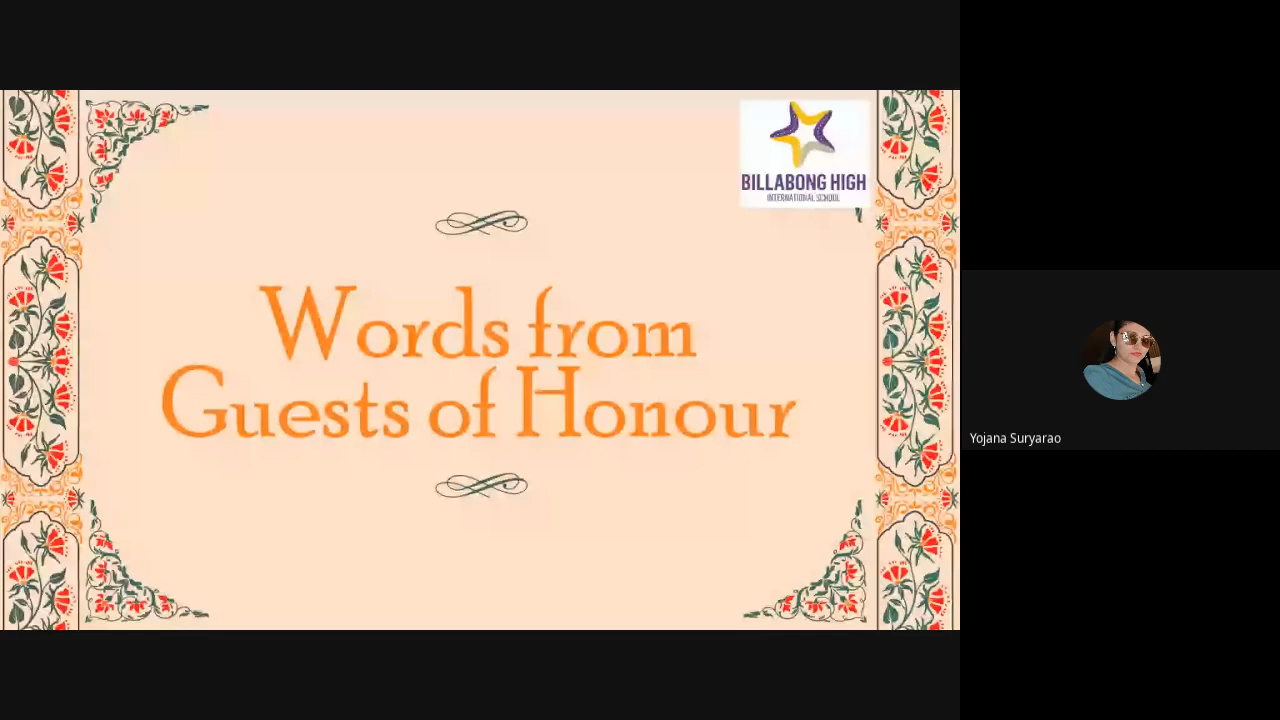 BILLABONG HIGH
INTERNATIONAL SCHOOL
Words from
Guests of Honour
Yojana Suryarao